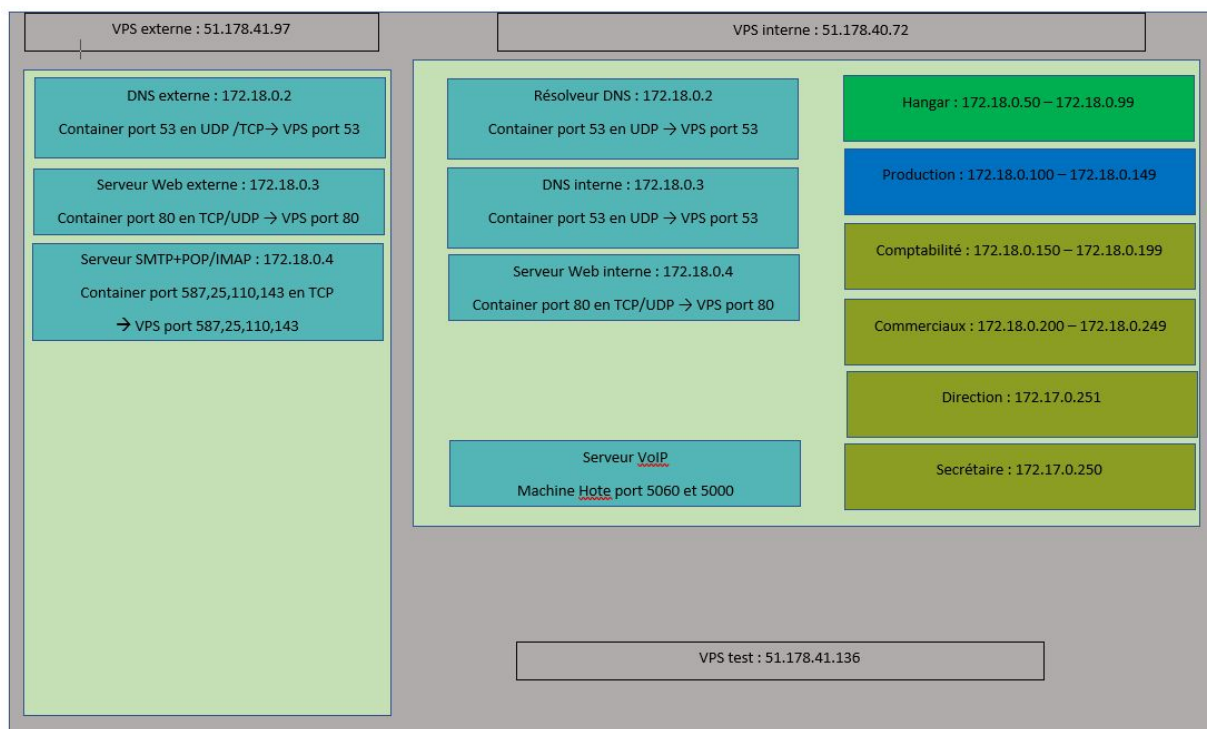 VPS externe : 51.178.41.97
DNS externe : 172.18.0.2
Container port 53 en UDP /TCP→ VPS port 53
Serveur Web externe : 172.18.0.3
Container port 80 en TCP/UDP → VPS port 80
Serveur SMTP+POP/IMAP : 172.18.0.4
Container port 587,25,110,143 en TCP
→ VPS port 587,25,110,143
VPS interne : 51.178.40.72
Résolveur DNS : 172.18.0.2
Container port 53 en UDP → VPS port 53
DNS interne : 172.18.0.3
Container port 53 en UDP → VPS port 53
Serveur Web interne : 172.18.0.4
Container port 80 en TCP/UDP → VPS port 80
Serveur VoIP
Machine Hote port 5060 et 5000
Hangar : 172.18.0.50 – 172.18.0.99
Production : 172.18.0.100 – 172.18.0.149
Comptabilité : 172.18.0.150 – 172.18.0.199
Commerciaux : 172.18.0.200 – 172.18.0.249
Direction : 172.17.0.251
Secrétaire : 172.17.0.250
VPS test : 51.178.41.136